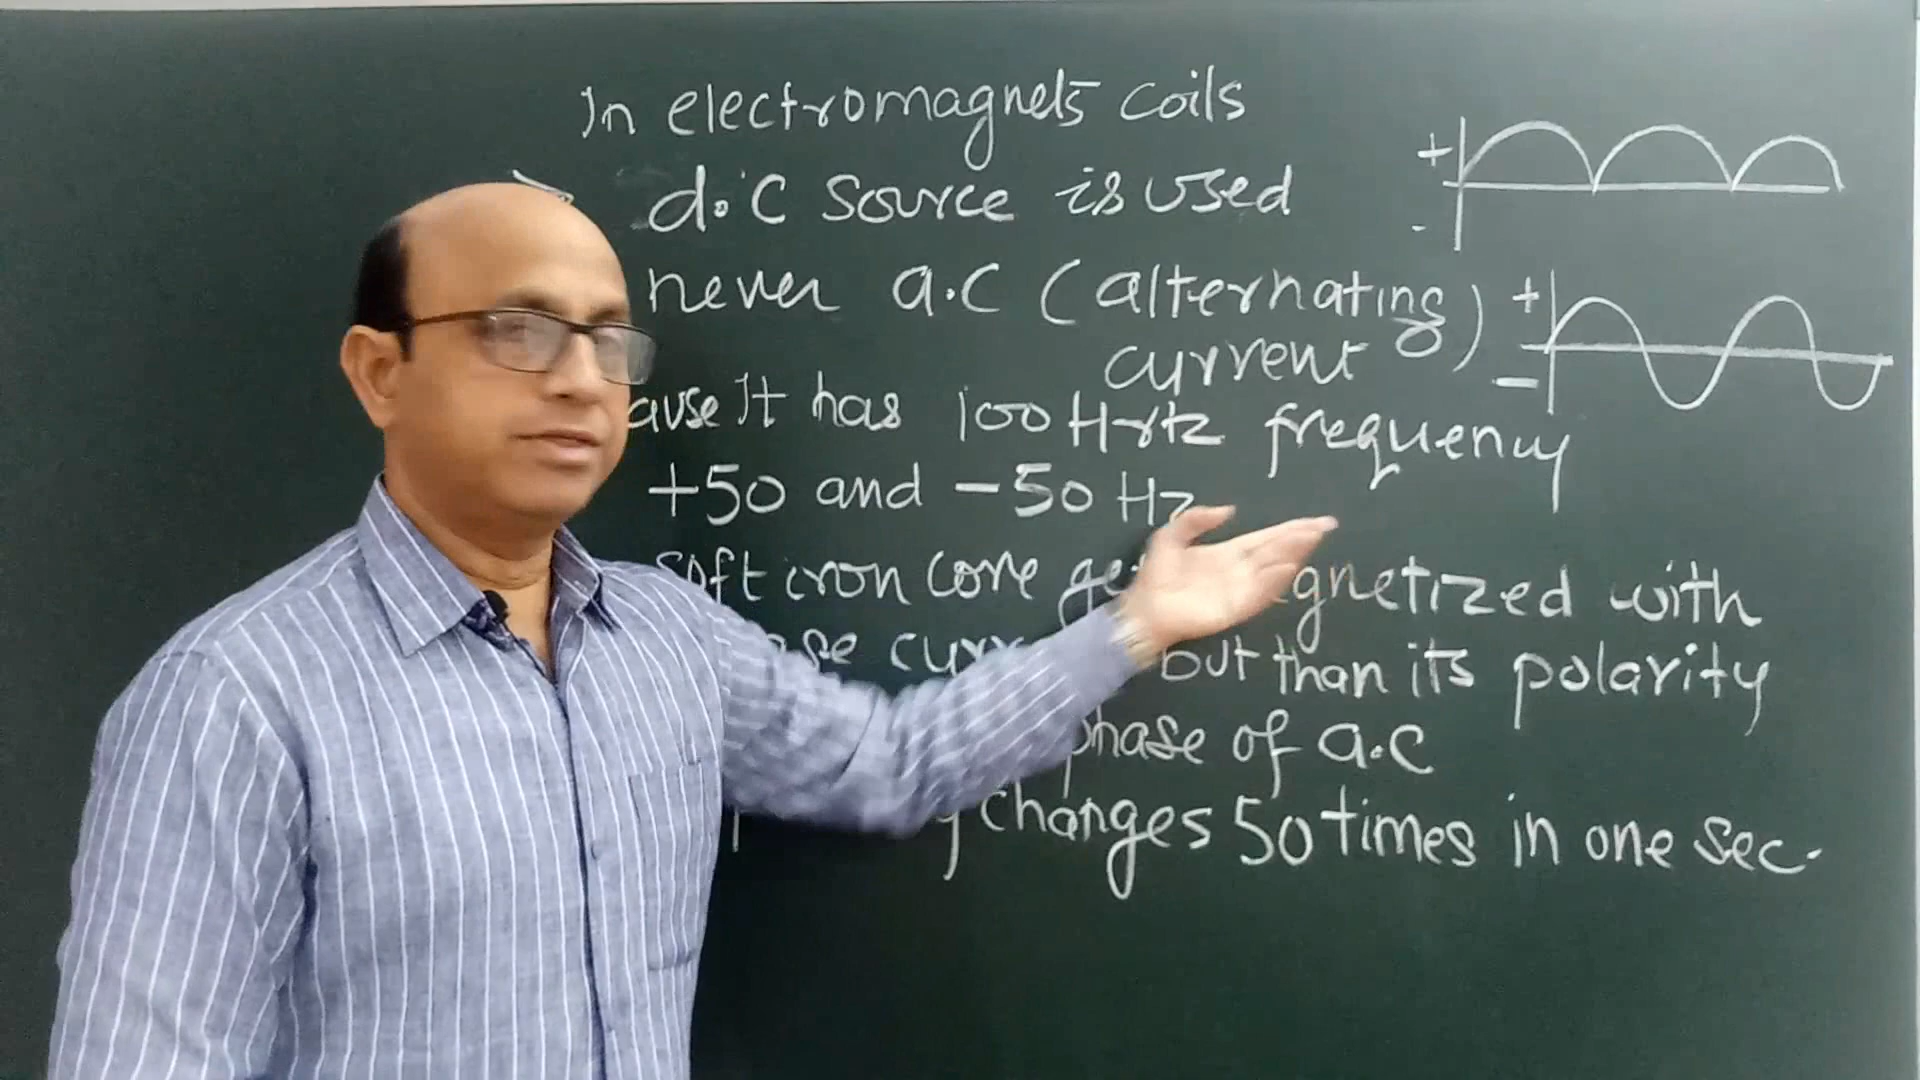 In electromagnets coils
d.c source is used
never a.c (alternating)
current
ause It has 100 Hrtz frequency
+50 and -50 Hz
soft iron core magnetized with
but than its polarity
phase of a.c
changes 50 times in one sec.
+
-
+
-